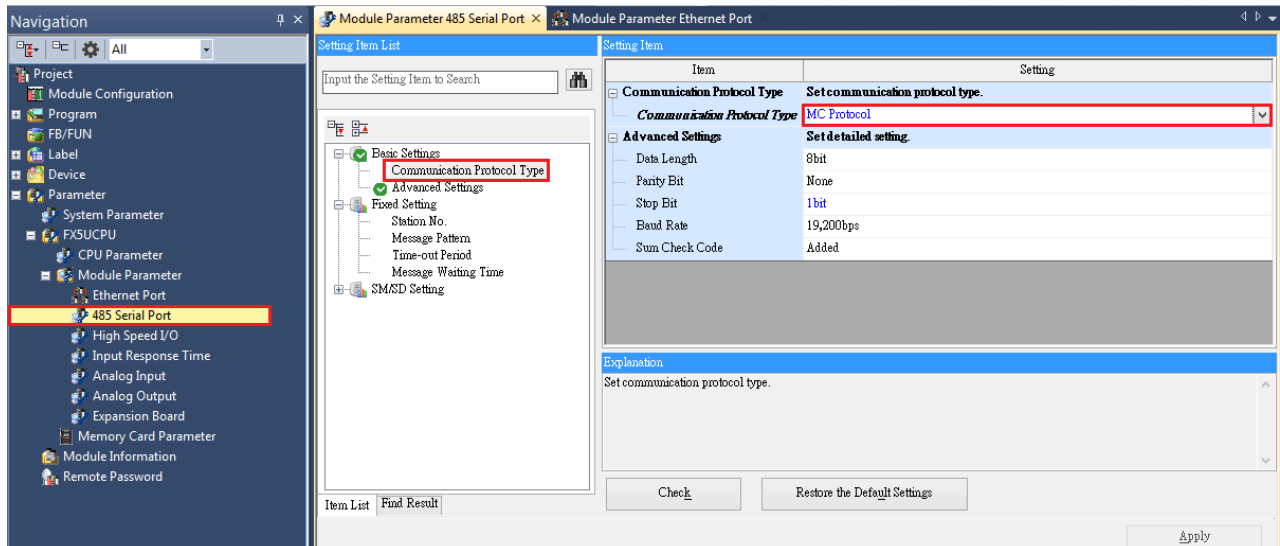 Navigation
All
Project
Module Configuration
Program
FB/FUN
Label
Device
Parameter
System Parameter
FX5UCPU
CPU Parameter
Module Parameter
Ethernet Port
485 Serial Port
High Speed I/O
Input Response Time
Analog Input
Analog Output
Expansion Board
Memory Card Parameter
Module Information
Remote Password
Module Parameter 485 Serial Port
Module Parameter Ethernet Port
Setting Item List
Input the Setting Item to Search
Basic Settings
Communication Protocol Type
Advanced Settings
Fixed Setting
Station No.
Message Pattern
Time-out Period
Message Waiting Time
SM/SD Setting
Item List Find Result
Setting Item
Item Setting
Communication Protocol Type Set communication protocol type.
Communication Protocol Type MC Protocol
Advanced Settings Set detailed setting.
Data Length 8bit
Parity Bit None
Stop Bit 1bit
Baud Rate 19,200bps
Sum Check Code Added
Explanation
Set communication protocol type.
Check Restore the Default Settings
Apply